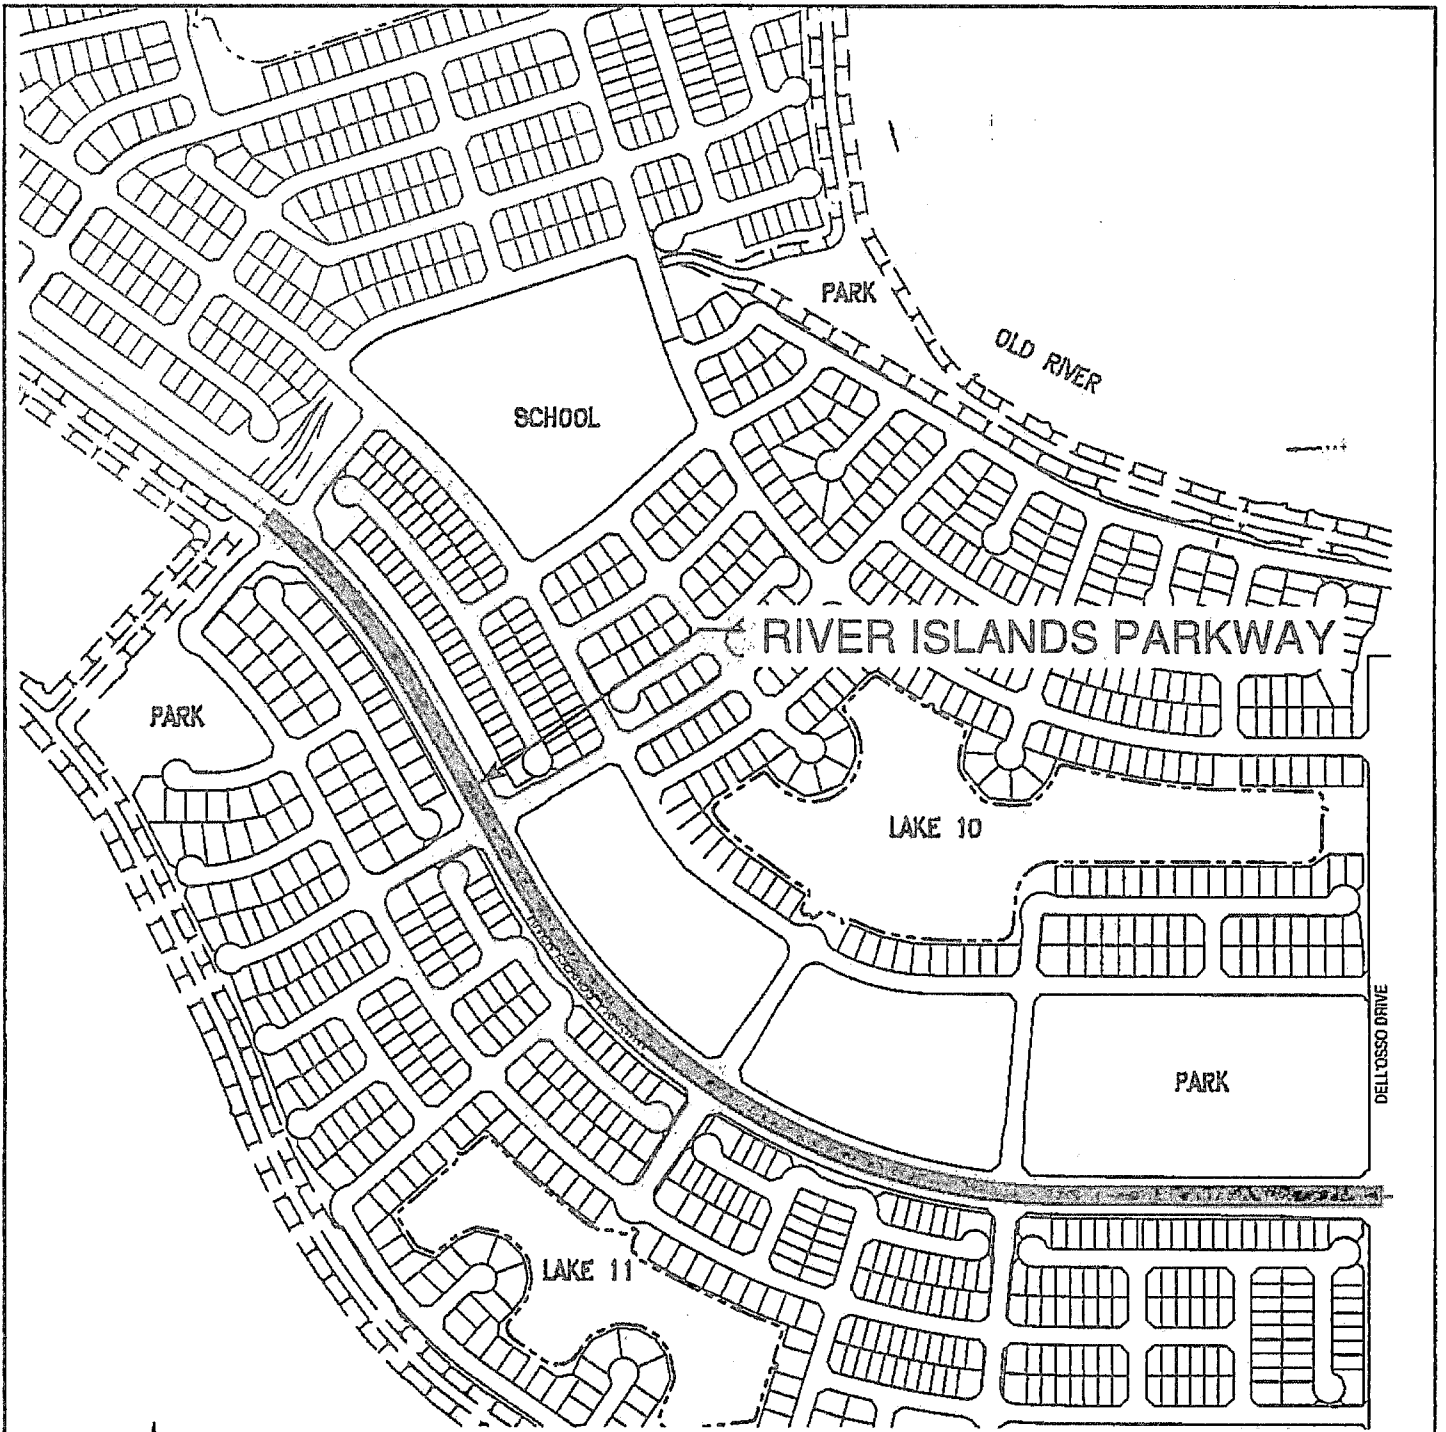 PARK
OLD RIVER
SCHOOL
RIVER ISLANDS PARKWAY
PARK
LAKE 10
DELL'OSSO DRIVE
PARK
LAKE 11